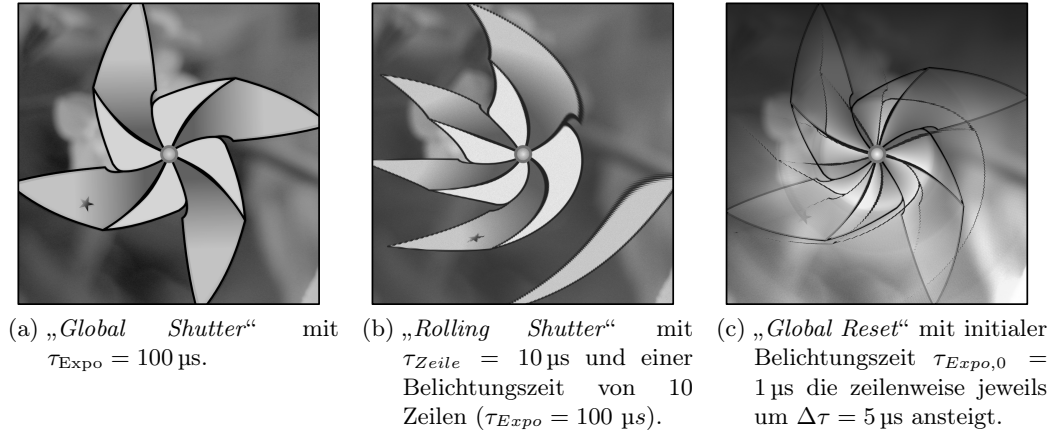 (a) „Global Shutter“ mit
τExpo = 100 µs.
(b) „Rolling Shutter“ mit
τZeile = 10 µs und einer
Belichtungszeit von 10
Zeilen (τExpo = 100 µs).
(c) „Global Reset“ mit initialer
Belichtungszeit τExpo,0 =
1 µs die zeilenweise jeweils
um Δτ = 5 µs ansteigt.